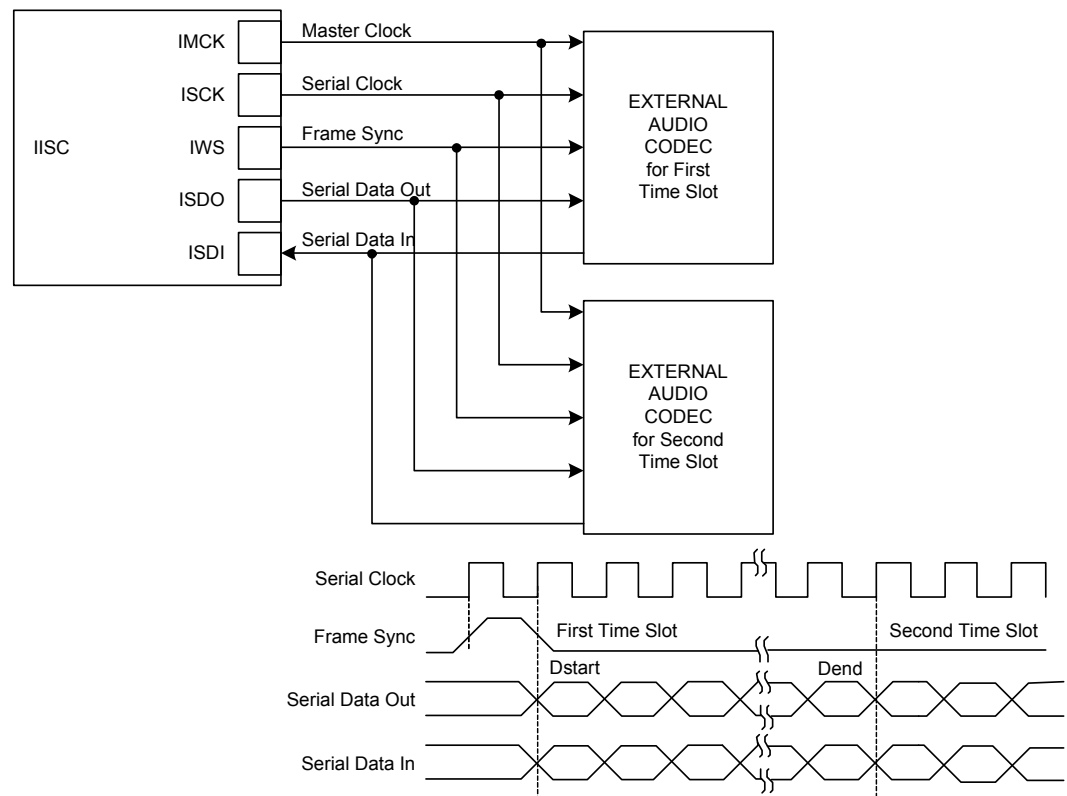 IISC
IMCK
Master Clock
ISCK
Serial Clock
IWS
Frame Sync
ISDO
Serial Data Out
ISDI
Serial Data In
EXTERNAL
AUDIO
CODEC
for First
Time Slot
EXTERNAL
AUDIO
CODEC
for Second
Time Slot
Serial Clock
Frame Sync
First Time Slot
Second Time Slot
Dstart
Dend
Serial Data Out
Serial Data In